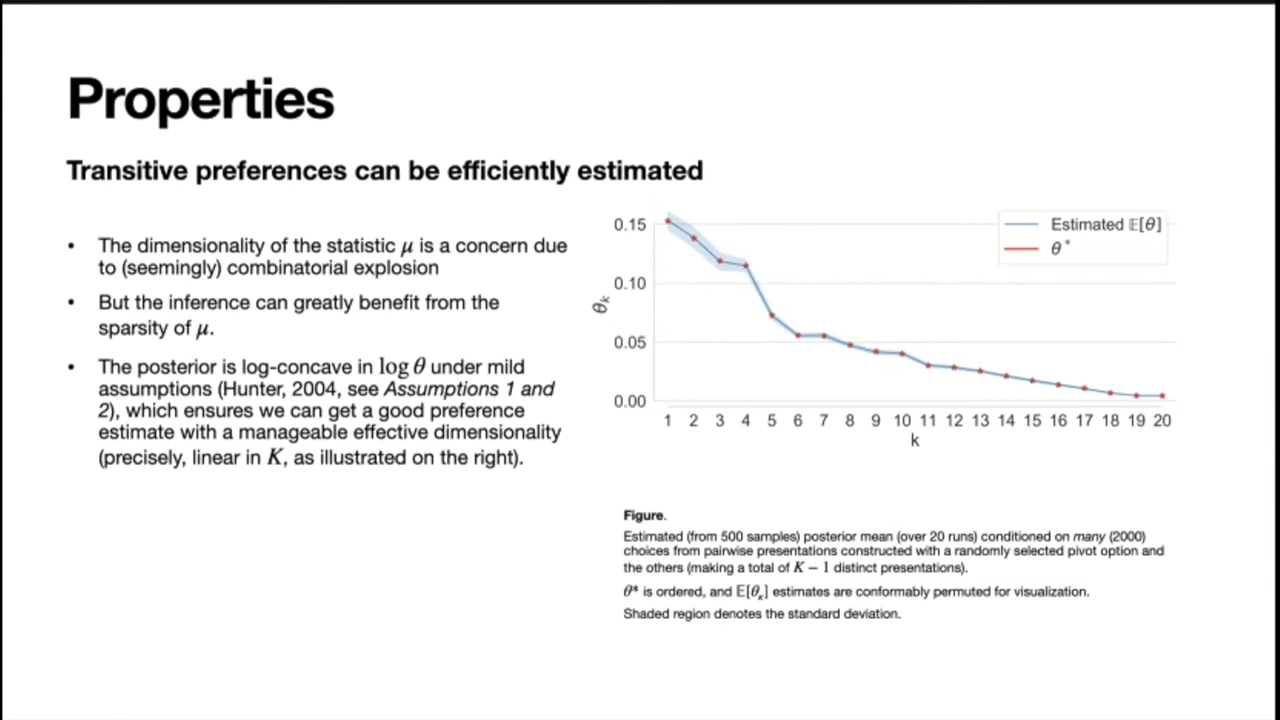 Properties
Transitive preferences can be efficiently estimated
• The dimensionality of the statistic μ is a concern due
to (seemingly) combinatorial explosion
• But the inference can greatly benefit from the
sparsity of μ.
• The posterior is log-concave in log θ under mild
assumptions (Hunter, 2004, see Assumptions 1 and
2), which ensures we can get a good preference
estimate with a manageable effective dimensionality
(precisely, linear in K, as illustrated on the right).
0.15
0.10
0.05
0.00
θₖ
Estimated 𝔼[θ]
θ*
1 2 3 4 5 6 7 8 9 10 11 12 13 14 15 16 17 18 19 20
k
Figure.
Estimated (from 500 samples) posterior mean (over 20 runs) conditioned on many (2000)
choices from pairwise presentations constructed with a randomly selected pivot option and
the others (making a total of K − 1 distinct presentations).
θ* is ordered, and 𝔼[θₖ] estimates are conformably permuted for visualization.
Shaded region denotes the standard deviation.